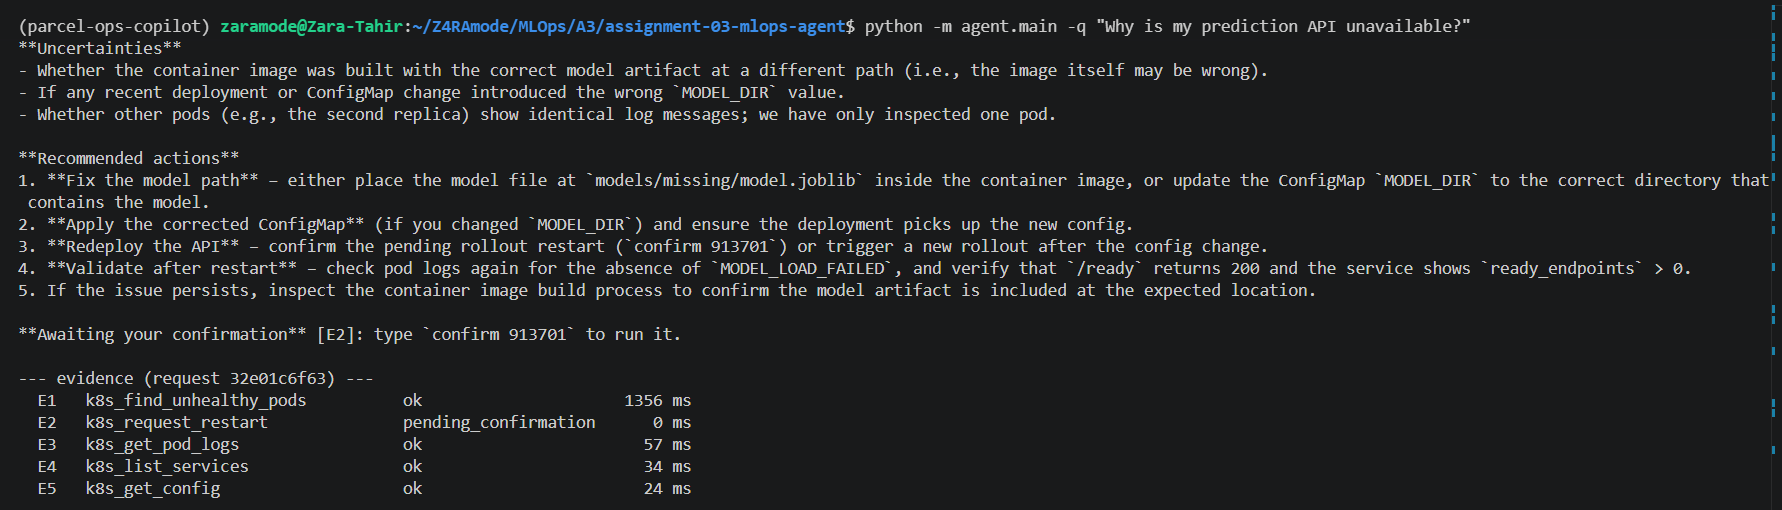 (parcel-ops-copilot) zaramode@Zara-Tahir:~/Z4RAmode/MLOps/A3/assignment-03-mlops-agent$ python -m agent.main -q "Why is my prediction API unavailable?"
**Uncertainties**
- Whether the container image was built with the correct model artifact at a different path (i.e., the image itself may be wrong).
- If any recent deployment or ConfigMap change introduced the wrong `MODEL_DIR` value.
- Whether other pods (e.g., the second replica) show identical log messages; we have only inspected one pod.

**Recommended actions**
1. **Fix the model path** – either place the model file at `models/missing/model.joblib` inside the container image, or update the ConfigMap `MODEL_DIR` to the correct directory that
contains the model.
2. **Apply the corrected ConfigMap** (if you changed `MODEL_DIR`) and ensure the deployment picks up the new config.
3. **Redeploy the API** – confirm the pending rollout restart (`confirm 913701`) or trigger a new rollout after the config change.
4. **Validate after restart** – check pod logs again for the absence of `MODEL_LOAD_FAILED`, and verify that `/ready` returns 200 and the service shows `ready_endpoints` > 0.
5. If the issue persists, inspect the container image build process to confirm the model artifact is included at the expected location.

**Awaiting your confirmation** [E2]: type `confirm 913701` to run it.

--- evidence (request 32e01c6f63) ---
E1 k8s_find_unhealthy_pods ok 1356 ms
E2 k8s_request_restart pending_confirmation 0 ms
E3 k8s_get_pod_logs ok 57 ms
E4 k8s_list_services ok 34 ms
E5 k8s_get_config ok 24 ms